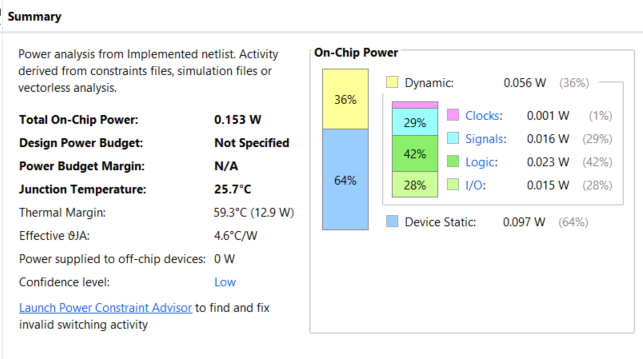 Summary
Power analysis from Implemented netlist. Activity
derived from constraints files, simulation files or
vectorless analysis.
Total On-Chip Power: 0.153 W
Design Power Budget: Not Specified
Power Budget Margin: N/A
Junction Temperature: 25.7°C
Thermal Margin: 59.3°C (12.9 W)
Effective ϑJA: 4.6°C/W
Power supplied to off-chip devices: 0 W
Confidence level: Low
Launch Power Constraint Advisor to find and fix
invalid switching activity
On-Chip Power
36%
64%
Dynamic: 0.056 W (36%)
29%
42%
28%
Clocks: 0.001 W (1%)
Signals: 0.016 W (29%)
Logic: 0.023 W (42%)
I/O: 0.015 W (28%)
Device Static: 0.097 W (64%)